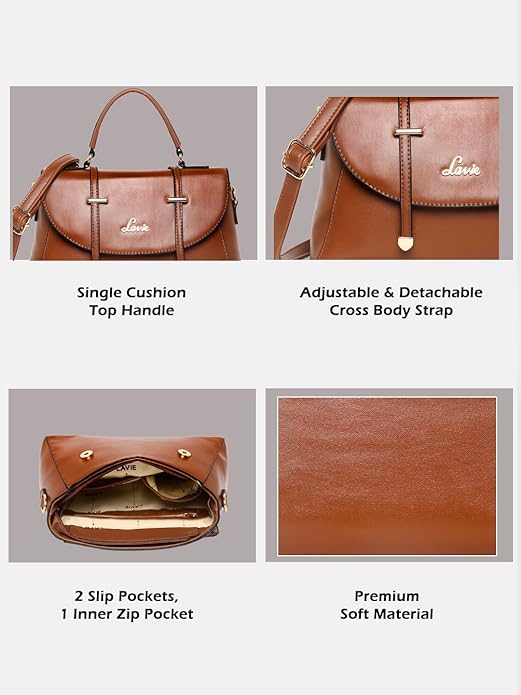 Lavie
Lavie
Single Cushion
Top Handle
Adjustable & Detachable
Cross Body Strap
LAVIE
2 Slip Pockets,
1 Inner Zip Pocket
Premium
Soft Material